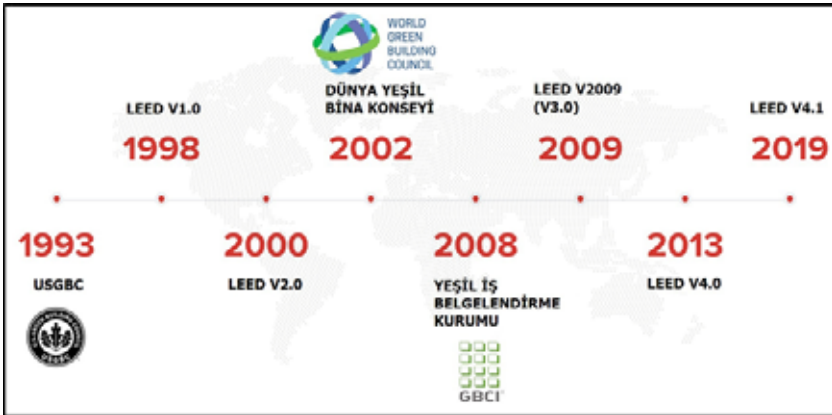 WORLD
GREEN
BUILDING
COUNCIL
DÜNYA YEŞİL
BİNA KONSEYİ
LEED V2009
(V3.0)
LEED V1.0
LEED V4.1
1998
2002
2009
2019
1993
2000
2008
2013
USGBC
LEED V2.0
YEŞİL İŞ
BELGELENDİRME
KURUMU
LEED V4.0
USGBC
GBCI